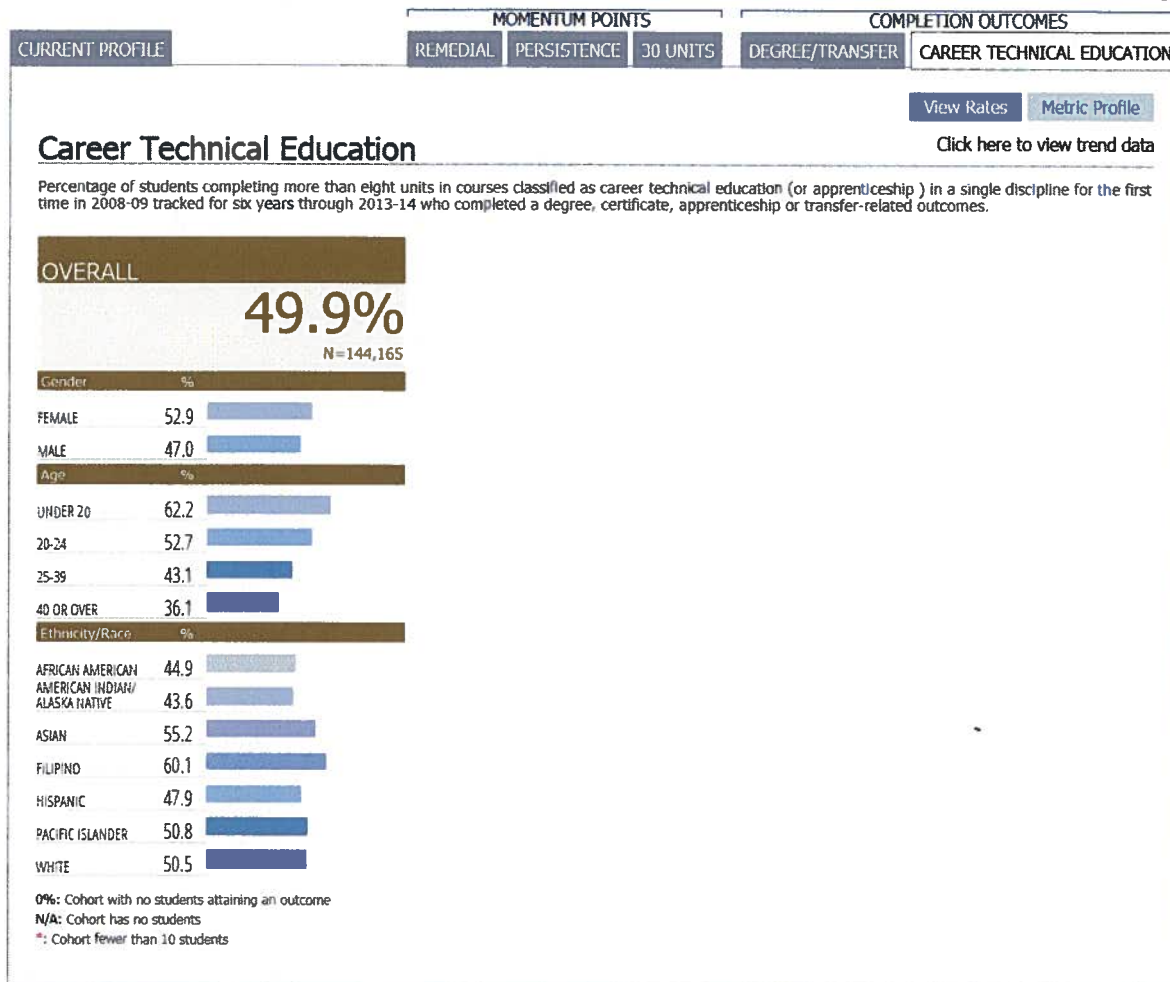 MOMENTUM POINTS COMPLETION OUTCOMES
CURRENT PROFILE REMEDIAL PERSISTENCE 30 UNITS DEGREE/TRANSFER CAREER TECHNICAL EDUCATION
View Rates Metric Profile
Career Technical Education Click here to view trend data
Percentage of students completing more than eight units in courses classified as career technical education (or apprenticeship ) in a single discipline for the first
time in 2008-09 tracked for six years through 2013-14 who completed a degree, certificate, apprenticeship or transfer-related outcomes.
OVERALL
49.9%
N=144,165
Gender %
FEMALE 52.9
MALE 47.0
Age %
UNDER 20 62.2
20-24 52.7
25-39 43.1
40 OR OVER 36.1
Ethnicity/Race %
AFRICAN AMERICAN 44.9
AMERICAN INDIAN/
ALASKA NATIVE 43.6
ASIAN 55.2
FILIPINO 60.1
HISPANIC 47.9
PACIFIC ISLANDER 50.8
WHITE 50.5
0%: Cohort with no students attaining an outcome
N/A: Cohort has no students
*: Cohort fewer than 10 students